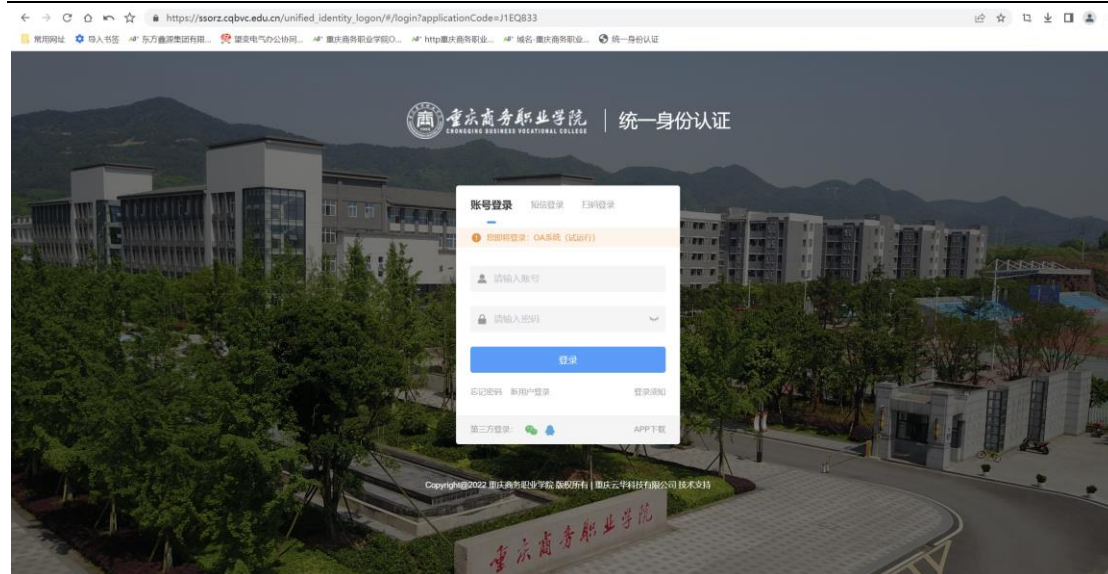 https://ssorz.cqbvc.edu.cn/unified_identity_logon/#/login?applicationCode=J1EQ833
常用网址 导入书签 东方鑫源集团有限... 望变电气办公协同... 重庆商务职业学院O... http重庆商务职业... 域名-重庆商务职业... 统一身份认证
商 重庆商务职业学院 统一身份认证
CHONGQING BUSINESS VOCATIONAL COLLEGE
账号登录 短信登录 扫码登录
您即将登录：OA系统（试运行）
请输入账号
请输入密码
登录
忘记密码 新用户登录 登录须知
第三方登录： APP下载
Copyright@2022 重庆商务职业学院 版权所有 | 重庆云华科技有限公司 技术支持
重庆商务职业学院